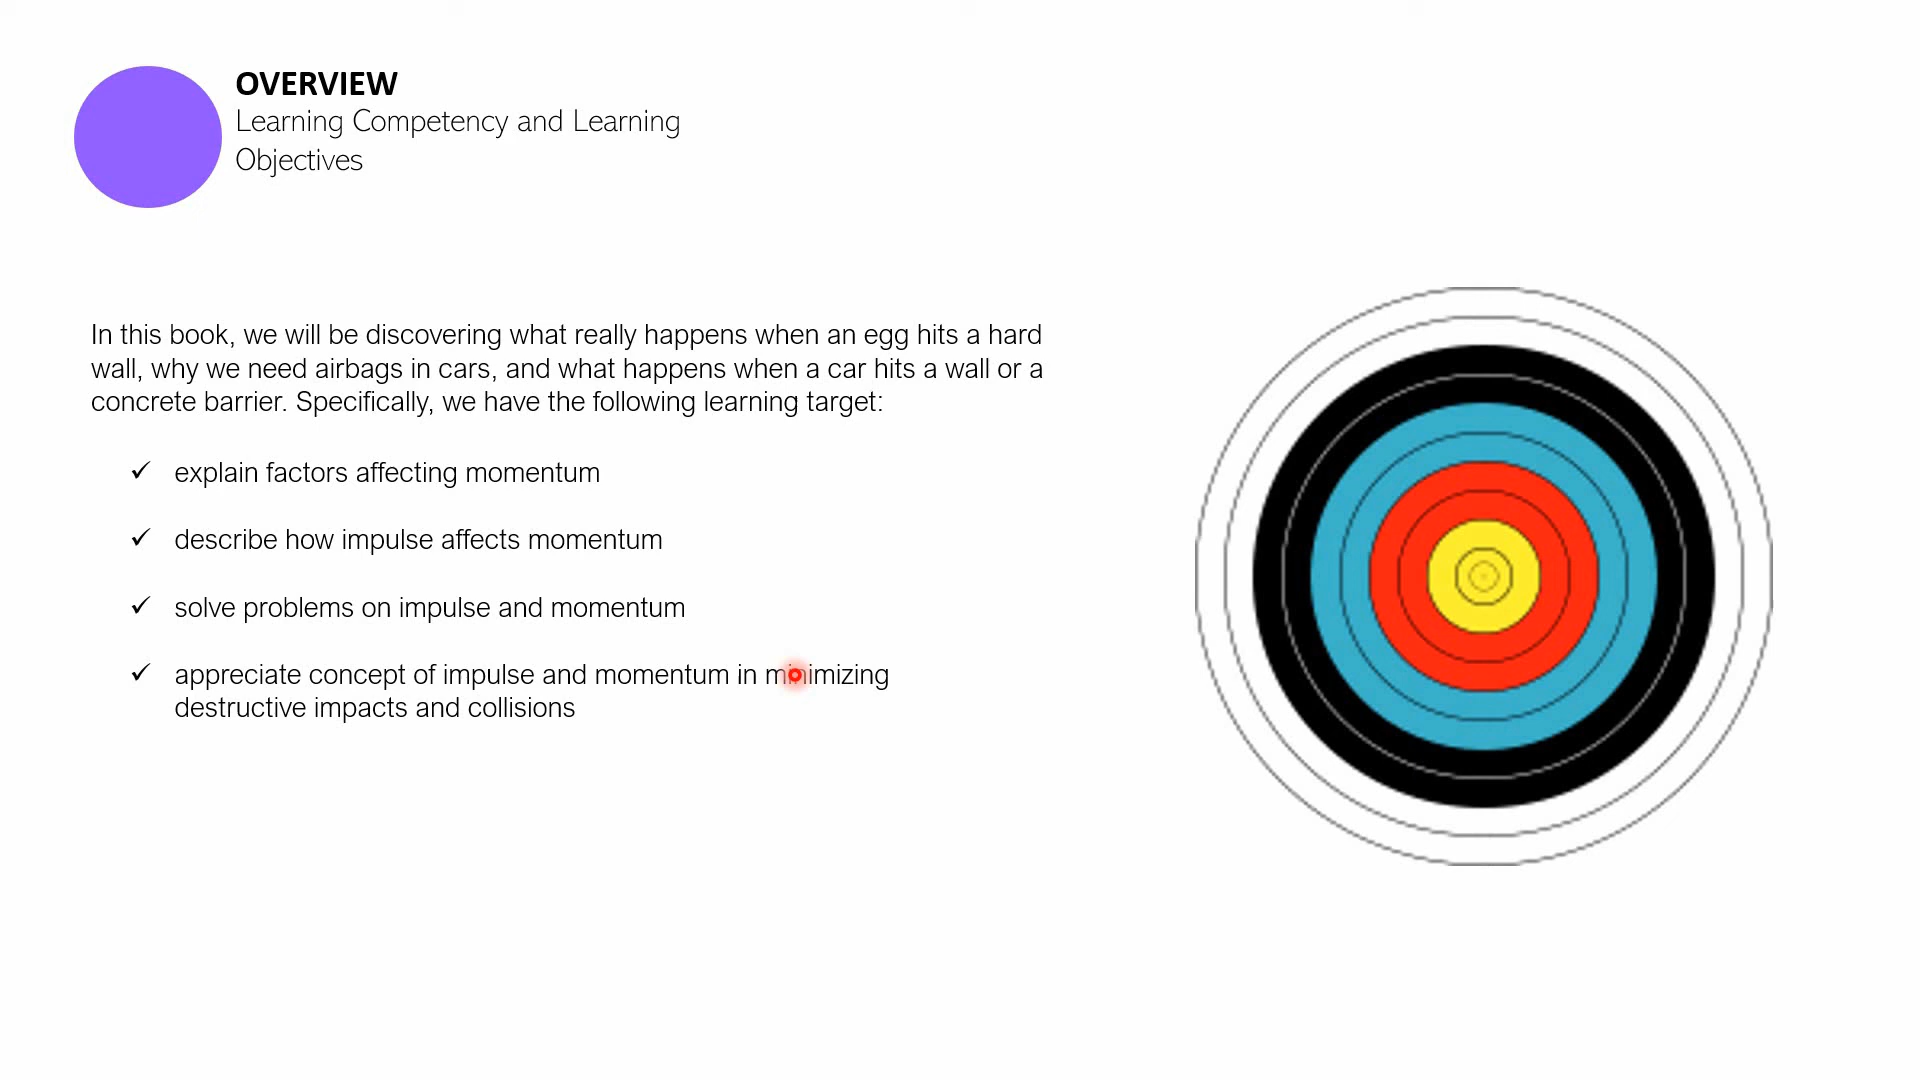 OVERVIEW
Learning Competency and Learning
Objectives
In this book, we will be discovering what really happens when an egg hits a hard
wall, why we need airbags in cars, and what happens when a car hits a wall or a
concrete barrier. Specifically, we have the following learning target:
✓ explain factors affecting momentum
✓ describe how impulse affects momentum
✓ solve problems on impulse and momentum
✓ appreciate concept of impulse and momentum in minimizing
destructive impacts and collisions